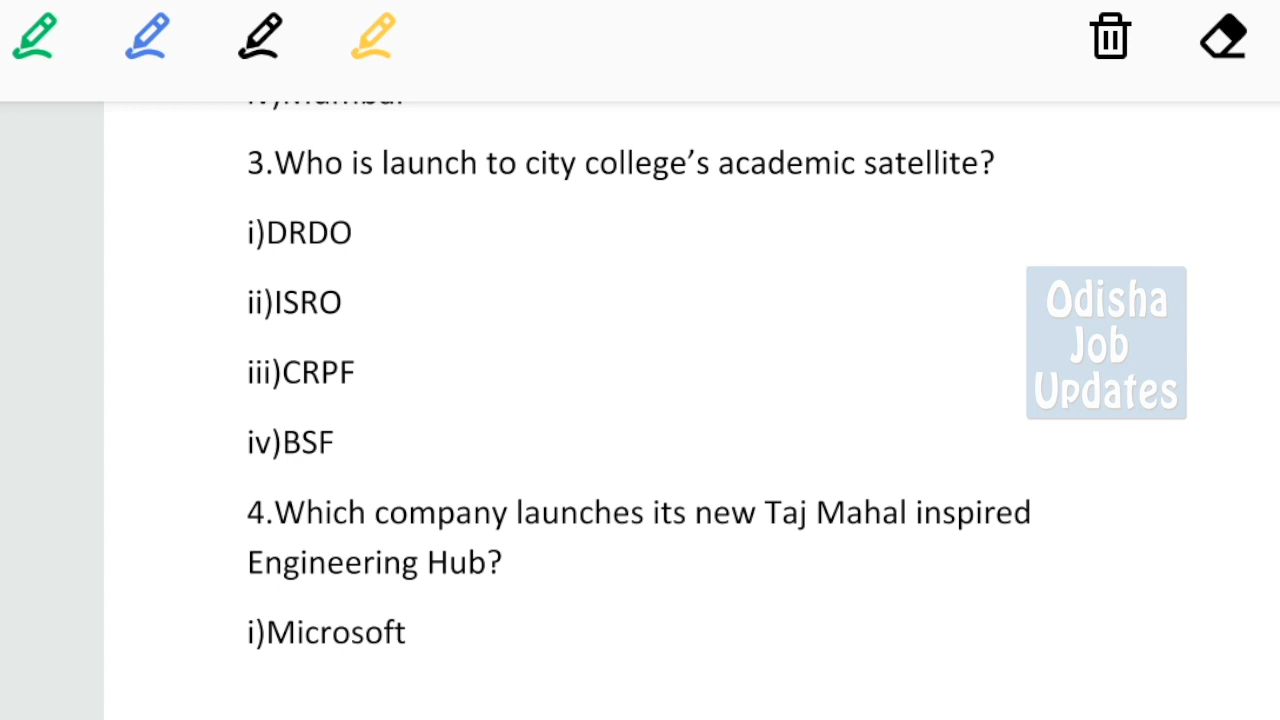 3.Who is launch to city college’s academic satellite?
i)DRDO
ii)ISRO
Odisha
Job
Updates
iii)CRPF
iv)BSF
4.Which company launches its new Taj Mahal inspired
Engineering Hub?
i)Microsoft